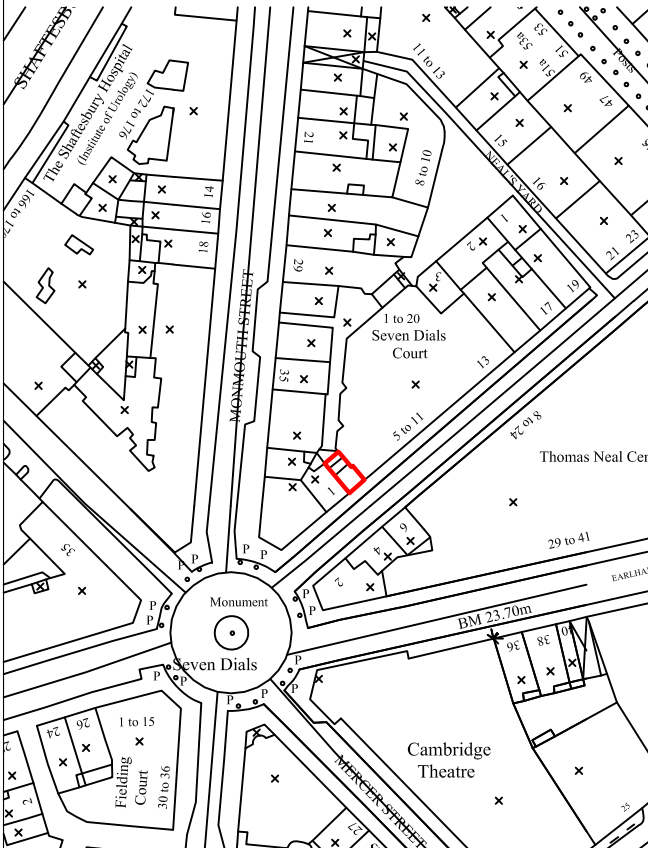 SHAFTESBU
The Shaftesbury Hospital
(Institute of Urology)
172 to 176
166 to 170
14
16
18
21
29
35
MONMOUTH STREET
11 to 13
8 to 10
53a
53
51a
51
49
47
Posts
15
16
NEAL'S YARD
21
23
1
2
3
17
19
13
1 to 20
Seven Dials
Court
5 to 11
1
8 to 24
Thomas Neal Cen
29 to 41
EARLHA
2
4
6
BM 23.70m
P
P
P
P
P
P
P
P
P
P
P
P
P
P
Monument
Seven Dials
35
36
38
40
Cambridge
Theatre
MERCER STREET
25
27
24
26
1 to 15
Fielding
Court
30 to 36
2